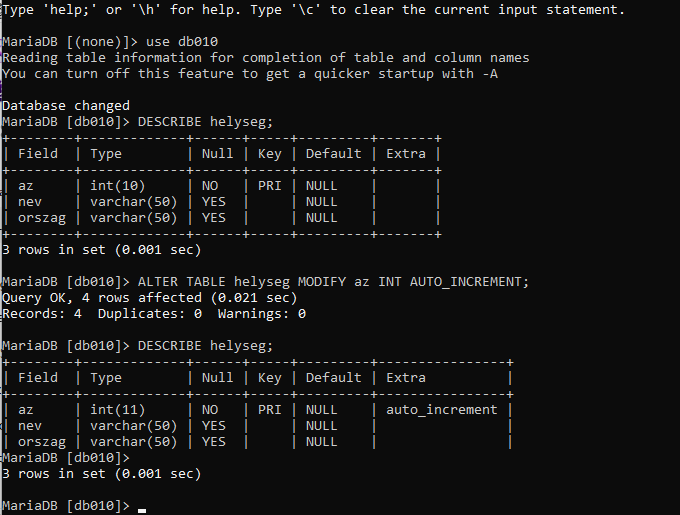 Type 'help;' or '\h' for help. Type '\c' to clear the current input statement.
MariaDB [(none)]> use db010
Reading table information for completion of table and column names
You can turn off this feature to get a quicker startup with -A
Database changed
MariaDB [db010]> DESCRIBE helyseg;
+--------+-------------+------+-----+---------+-------+
| Field  | Type        | Null | Key | Default | Extra |
+--------+-------------+------+-----+---------+-------+
| az     | int(10)     | NO   | PRI | NULL    |       |
| nev    | varchar(50) | YES  |     | NULL    |       |
| orszag | varchar(50) | YES  |     | NULL    |       |
+--------+-------------+------+-----+---------+-------+
3 rows in set (0.001 sec)
MariaDB [db010]> ALTER TABLE helyseg MODIFY az INT AUTO_INCREMENT;
Query OK, 4 rows affected (0.021 sec)
Records: 4  Duplicates: 0  Warnings: 0
MariaDB [db010]> DESCRIBE helyseg;
+--------+-------------+------+-----+---------+----------------+
| Field  | Type        | Null | Key | Default | Extra          |
+--------+-------------+------+-----+---------+----------------+
| az     | int(11)     | NO   | PRI | NULL    | auto_increment |
| nev    | varchar(50) | YES  |     | NULL    |                |
| orszag | varchar(50) | YES  |     | NULL    |                |
MariaDB [db010]>
3 rows in set (0.001 sec)
MariaDB [db010]>